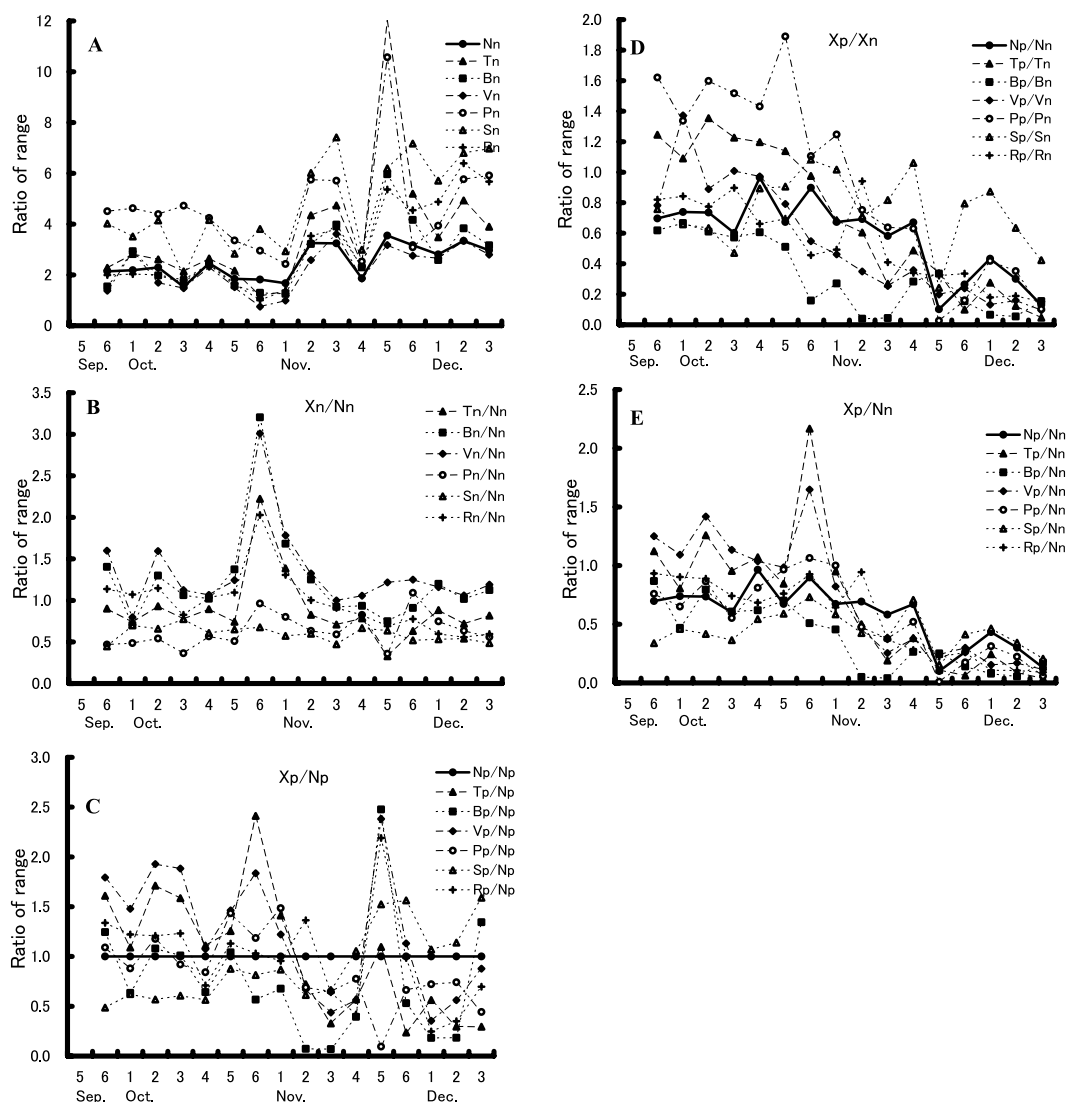 A
Ratio of range
12
10
8
6
4
2
0
Nn
Tn
Bn
Vn
Pn
Sn
Rn
5 6 1 2 3 4 5 6 1 2 3 4 5 6 1 2 3
Sep. Oct. Nov. Dec.
D
Xp/Xn
Ratio of range
2.0
1.8
1.6
1.4
1.2
1.0
0.8
0.6
0.4
0.2
0.0
Np/Nn
Tp/Tn
Bp/Bn
Vp/Vn
Pp/Pn
Sp/Sn
Rp/Rn
5 6 1 2 3 4 5 6 1 2 3 4 5 6 1 2 3
Sep. Oct. Nov. Dec.
B
Xn/Nn
Ratio of range
3.5
3.0
2.5
2.0
1.5
1.0
0.5
0.0
Tn/Nn
Bn/Nn
Vn/Nn
Pn/Nn
Sn/Nn
Rn/Nn
5 6 1 2 3 4 5 6 1 2 3 4 5 6 1 2 3
Sep. Oct. Nov. Dec.
E
Xp/Nn
Ratio of range
2.5
2.0
1.5
1.0
0.5
0.0
Np/Nn
Tp/Nn
Bp/Nn
Vp/Nn
Pp/Nn
Sp/Nn
Rp/Nn
5 6 1 2 3 4 5 6 1 2 3 4 5 6 1 2 3
Sep. Oct. Nov. Dec.
C
Xp/Np
Ratio of range
3.0
2.5
2.0
1.5
1.0
0.5
0.0
Np/Np
Tp/Np
Bp/Np
Vp/Np
Pp/Np
Sp/Np
Rp/Np
5 6 1 2 3 4 5 6 1 2 3 4 5 6 1 2 3
Sep. Oct. Nov. Dec.